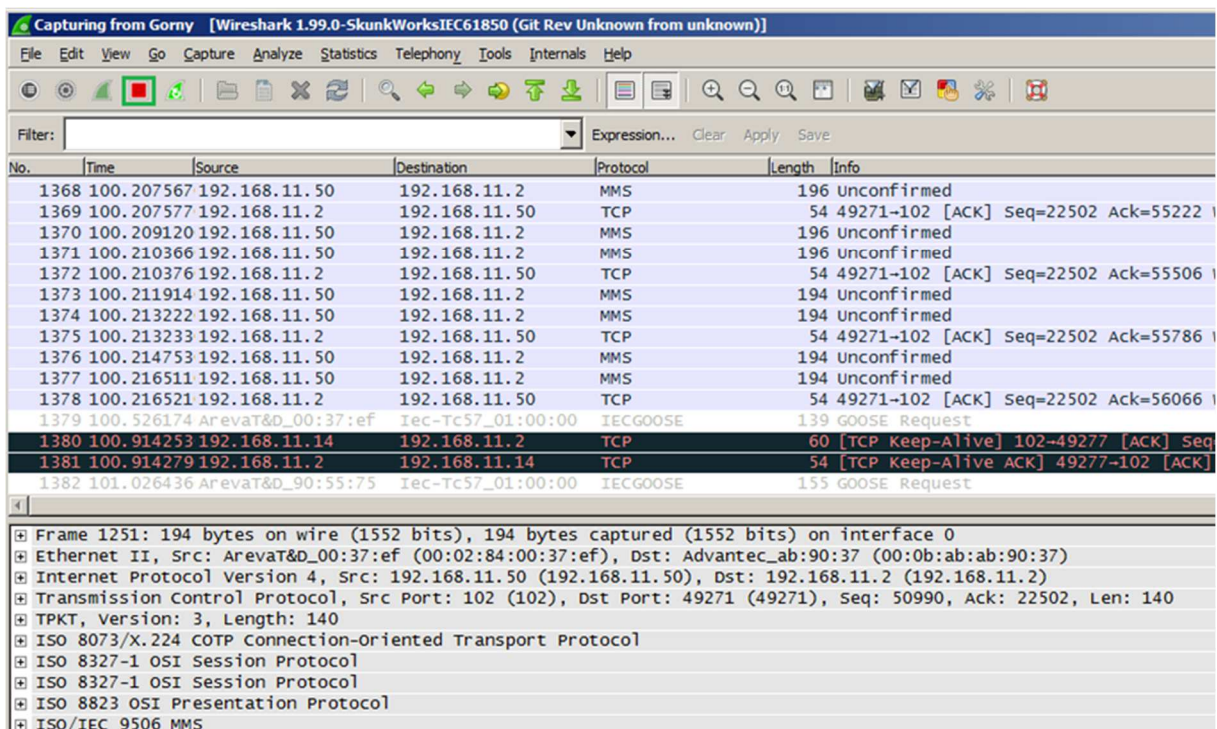 Capturing from Gorny [Wireshark 1.99.0-SkunkWorksIEC61850 (Git Rev Unknown from unknown)]
File Edit View Go Capture Analyze Statistics Telephony Tools Internals Help
Filter: Expression... Clear Apply Save
No. Time Source Destination Protocol Length Info
1368 100.207567 192.168.11.50 192.168.11.2 MMS 196 Unconfirmed
1369 100.207577 192.168.11.2 192.168.11.50 TCP 54 49271→102 [ACK] Seq=22502 Ack=55222
1370 100.209120 192.168.11.50 192.168.11.2 MMS 196 Unconfirmed
1371 100.210366 192.168.11.50 192.168.11.2 MMS 196 Unconfirmed
1372 100.210376 192.168.11.2 192.168.11.50 TCP 54 49271→102 [ACK] Seq=22502 Ack=55506
1373 100.211914 192.168.11.50 192.168.11.2 MMS 194 Unconfirmed
1374 100.213222 192.168.11.50 192.168.11.2 MMS 194 Unconfirmed
1375 100.213233 192.168.11.2 192.168.11.50 TCP 54 49271→102 [ACK] Seq=22502 Ack=55786
1376 100.214753 192.168.11.50 192.168.11.2 MMS 194 Unconfirmed
1377 100.216511 192.168.11.50 192.168.11.2 MMS 194 Unconfirmed
1378 100.216521 192.168.11.2 192.168.11.50 TCP 54 49271→102 [ACK] Seq=22502 Ack=56066
1379 100.526174 ArevaT&D_00:37:ef Iec-Tc57_01:00:00 IECGOOSE 139 GOOSE Request
1380 100.914253 192.168.11.14 192.168.11.2 TCP 60 [TCP Keep-Alive] 102→49277 [ACK] Seq
1381 100.914279 192.168.11.2 192.168.11.14 TCP 54 [TCP Keep-Alive ACK] 49277→102 [ACK]
1382 101.026436 ArevaT&D_90:55:75 Iec-Tc57_01:00:00 IECGOOSE 155 GOOSE Request
Frame 1251: 194 bytes on wire (1552 bits), 194 bytes captured (1552 bits) on interface 0
Ethernet II, Src: ArevaT&D_00:37:ef (00:02:84:00:37:ef), Dst: Advantec_ab:90:37 (00:0b:ab:ab:90:37)
Internet Protocol Version 4, Src: 192.168.11.50 (192.168.11.50), Dst: 192.168.11.2 (192.168.11.2)
Transmission Control Protocol, Src Port: 102 (102), Dst Port: 49271 (49271), Seq: 50990, Ack: 22502, Len: 140
TPKT, Version: 3, Length: 140
ISO 8073/X.224 COTP Connection-Oriented Transport Protocol
ISO 8327-1 OSI Session Protocol
ISO 8327-1 OSI Session Protocol
ISO 8823 OSI Presentation Protocol
ISO/IEC 9506 MMS